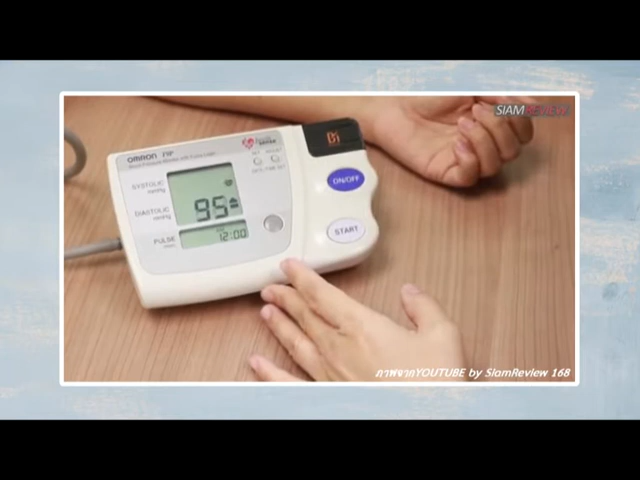 SIAMREVIEW
OMRON
SYSTOLIC
mmHg
95
DIASTOLIC
mmHg
PULSE
12:00
ON/OFF
START
ภาพจากYOUTUBE by SiamReview 168